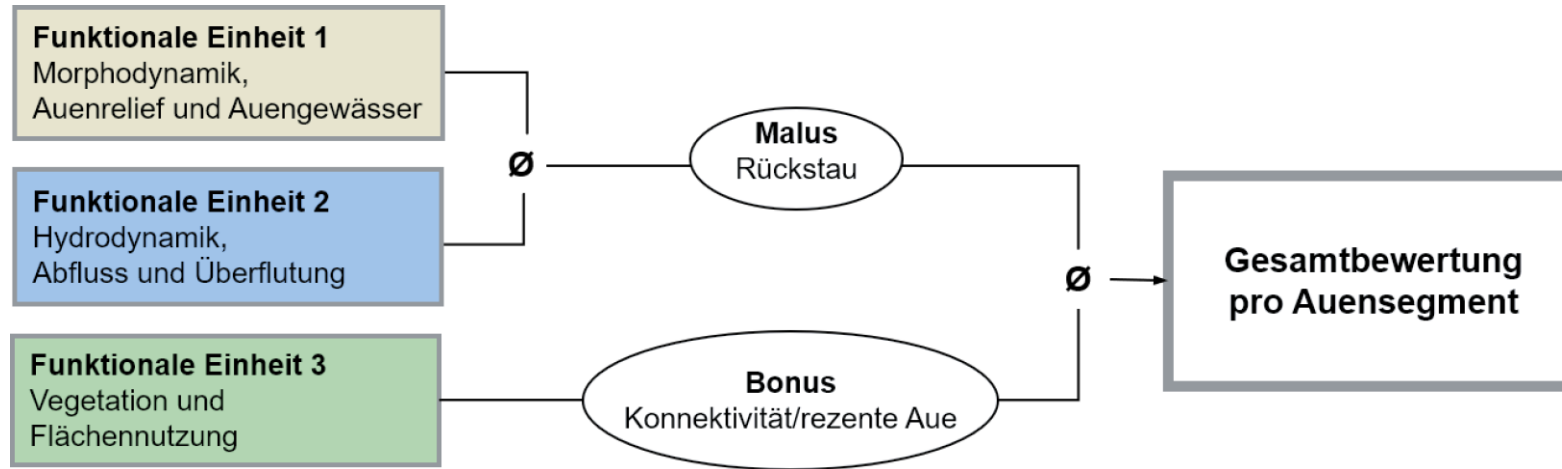 Funktionale Einheit 1
Morphodynamik,
Auenrelief und Auengewässer
Funktionale Einheit 2
Hydrodynamik,
Abfluss und Überflutung
Funktionale Einheit 3
Vegetation und
Flächennutzung
Ø
Malus
Rückstau
Bonus
Konnektivität/rezente Aue
Ø
Gesamtbewertung
pro Auensegment